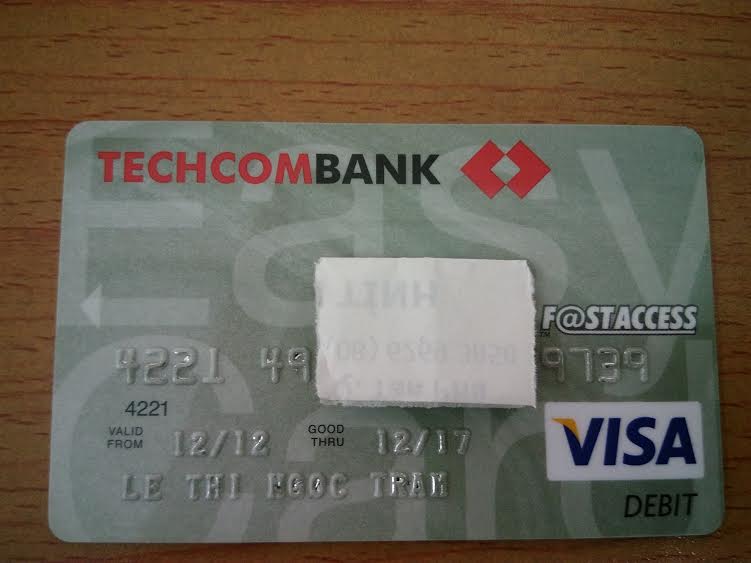 TECHCOMBANK
Easy
F@STACCESS
4221 49 9739
4221
VALID FROM 12/12 GOOD THRU 12/17
LE THI NGOC TRAM
VISA
DEBIT